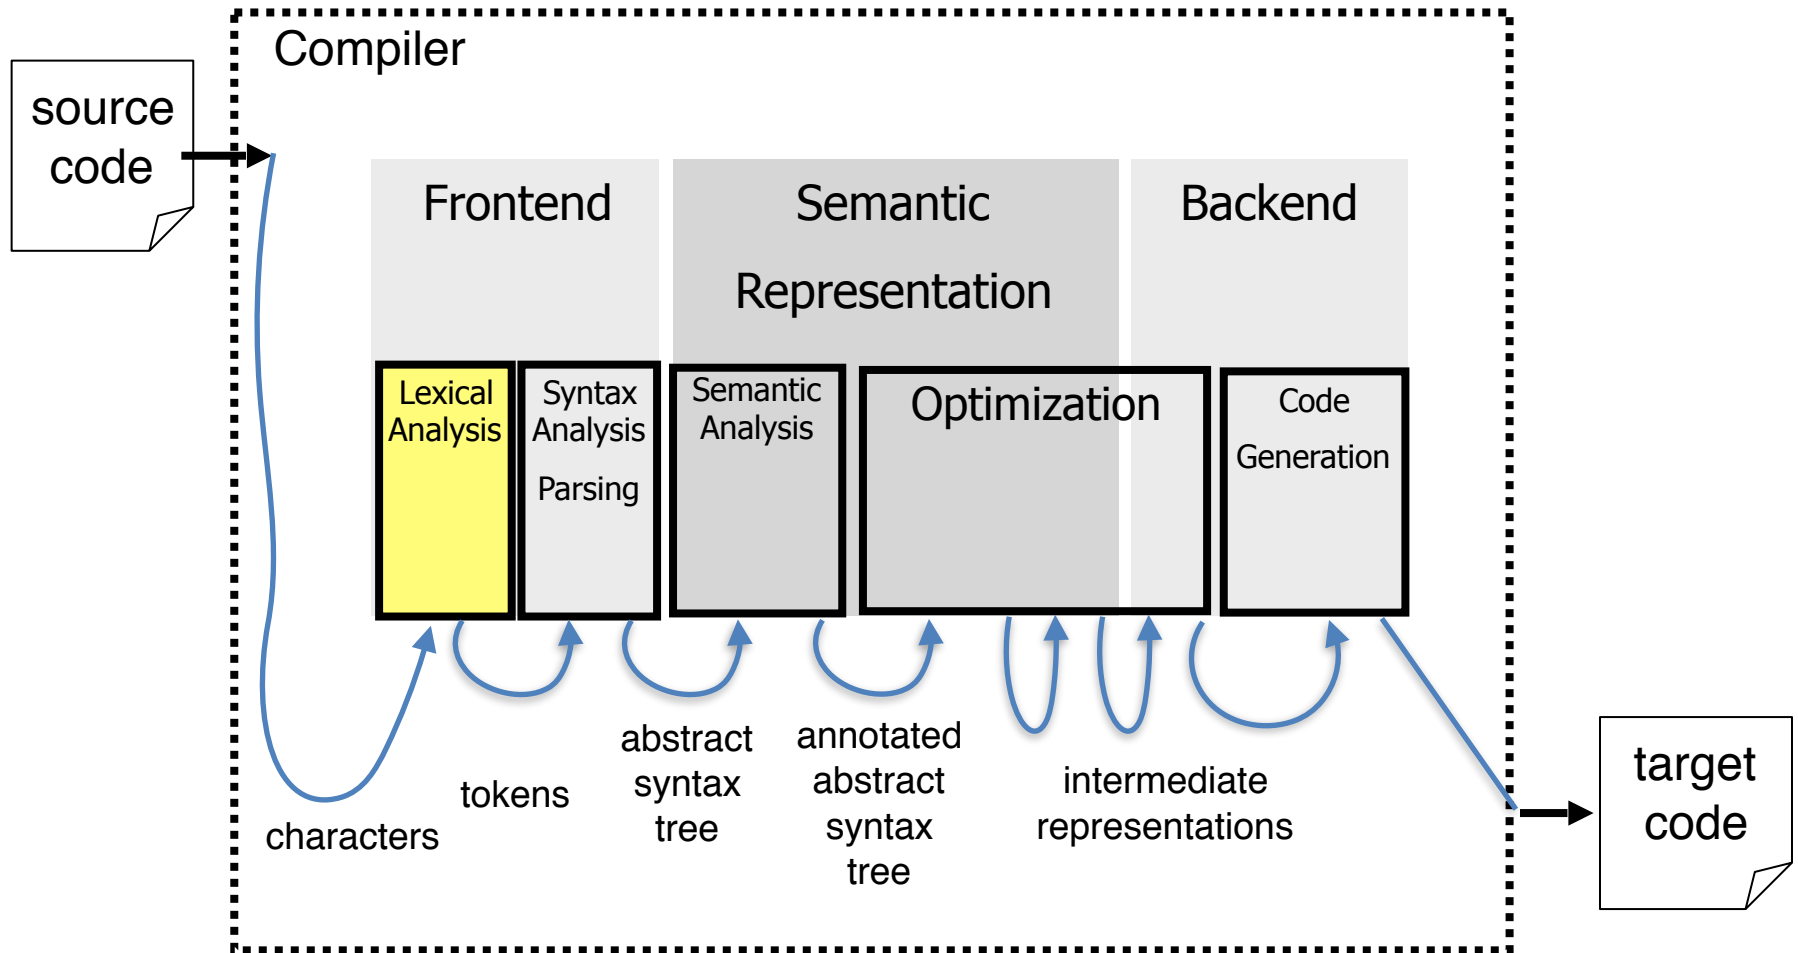 Compiler
source
code
Frontend
Semantic
Representation
Backend
Lexical
Analysis
Syntax
Analysis
Parsing
Semantic
Analysis
Optimization
Code
Generation
characters
tokens
abstract
syntax
tree
annotated
abstract
syntax
tree
intermediate
representations
target
code